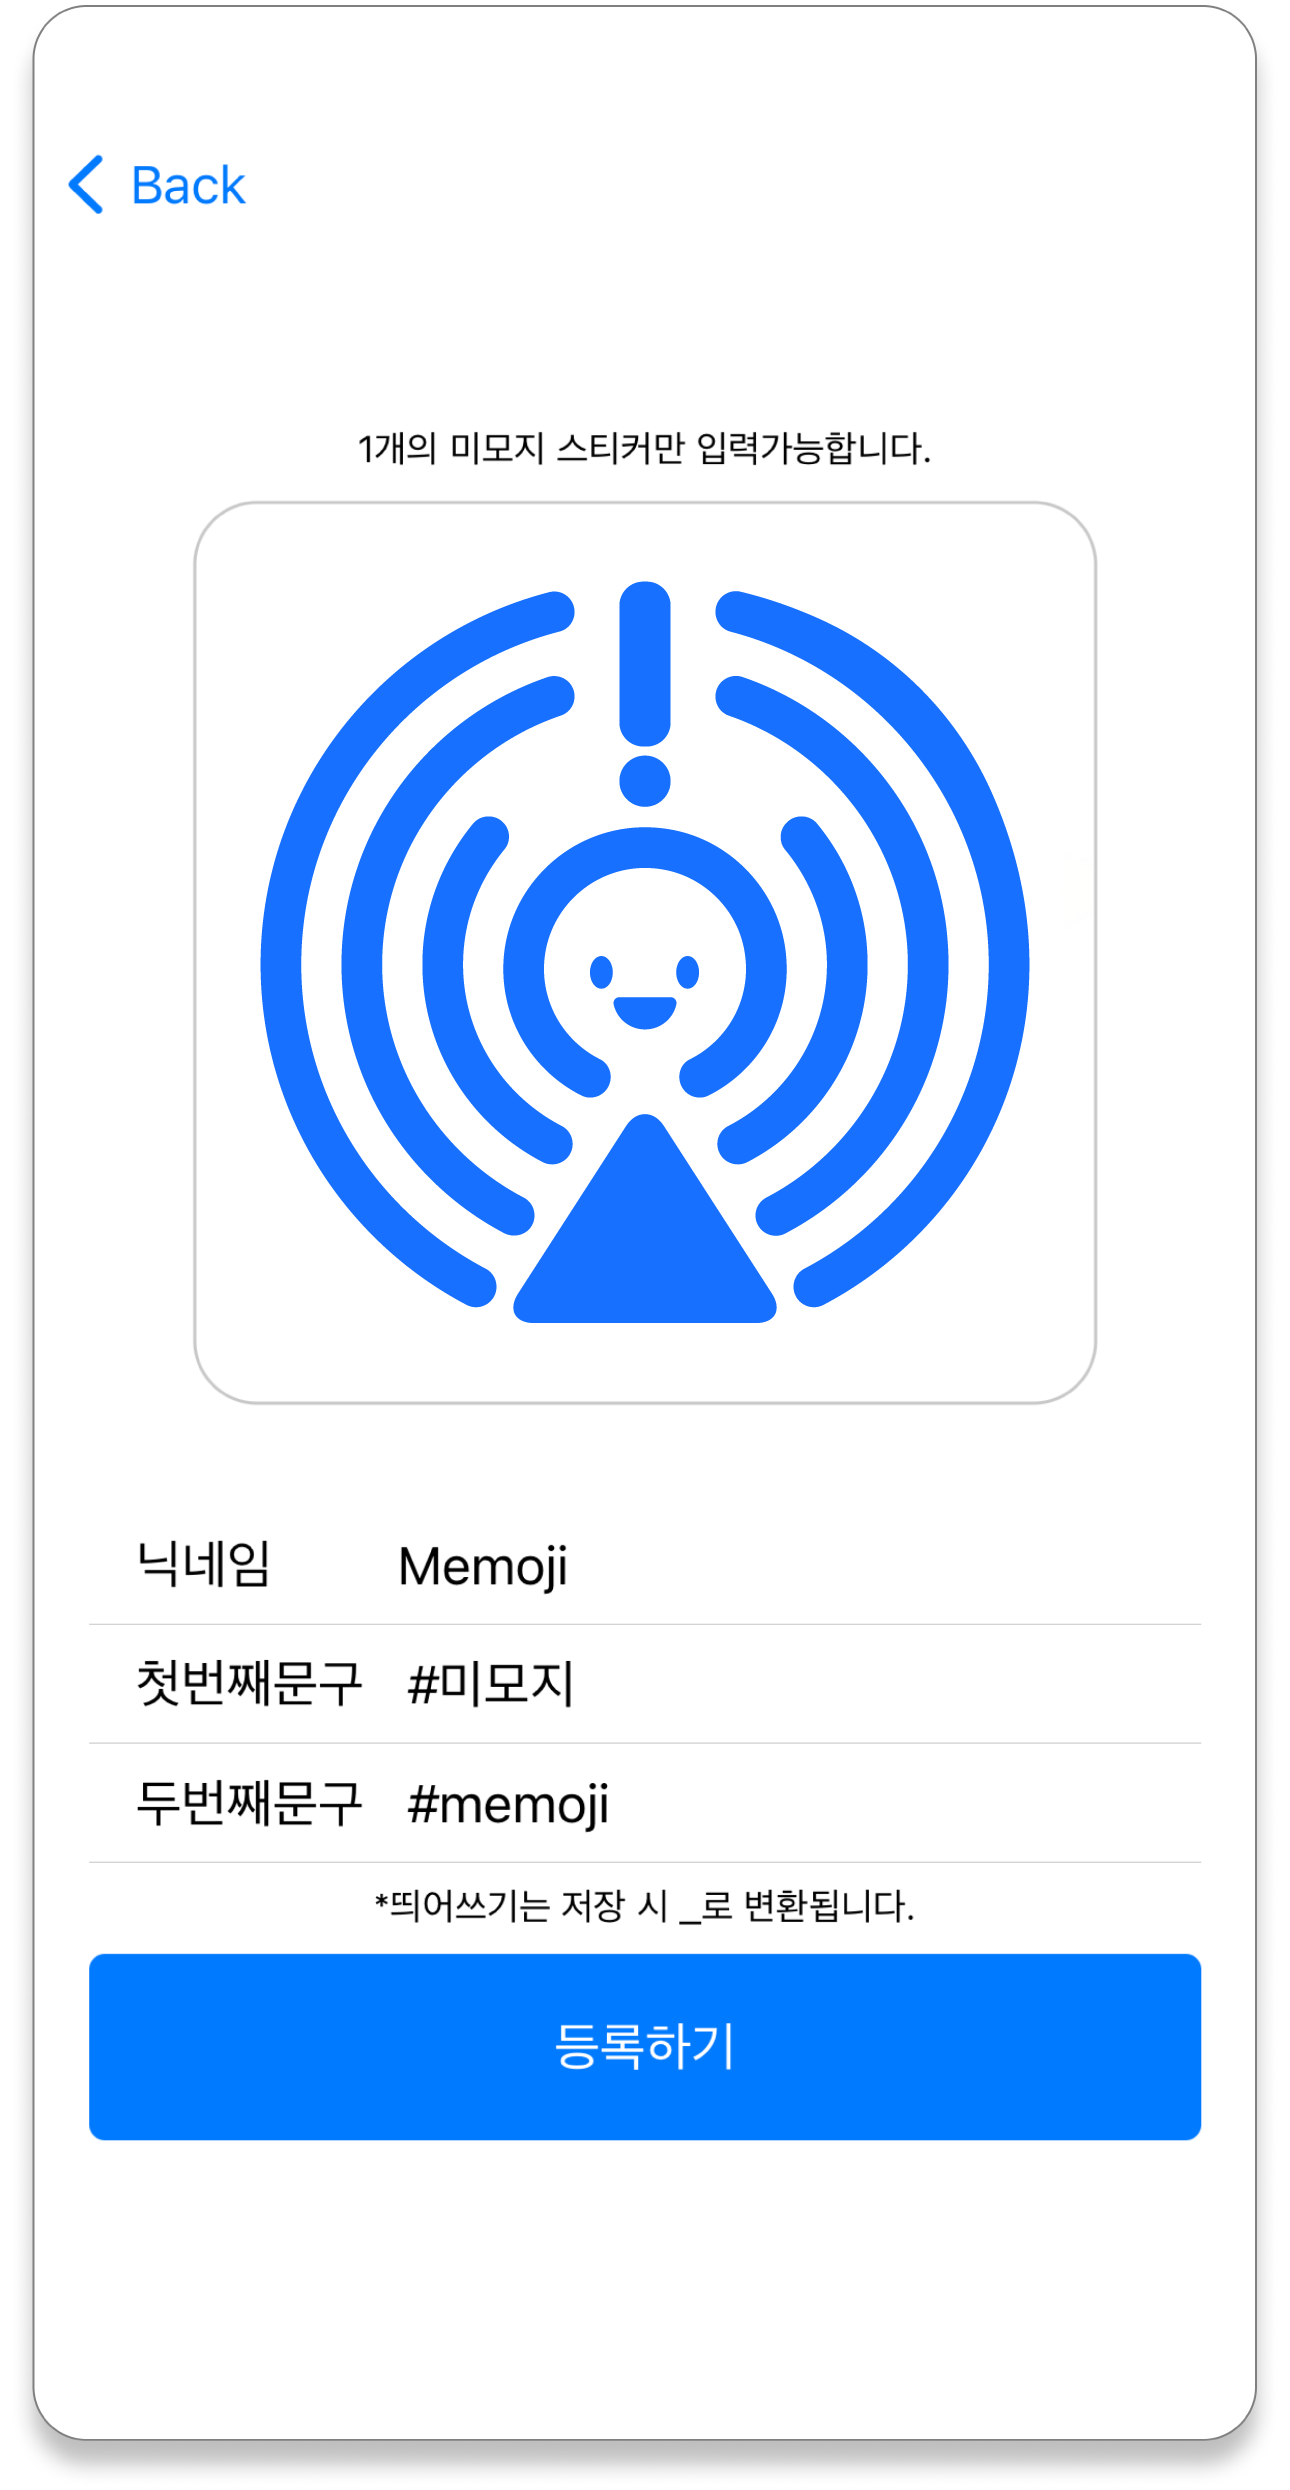 Back
1개의 미모지 스티커만 입력가능합니다.
닉네임 Memoji
첫번째문구 #미모지
두번째문구 #memoji
*띄어쓰기는 저장 시 _로 변환됩니다.
등록하기